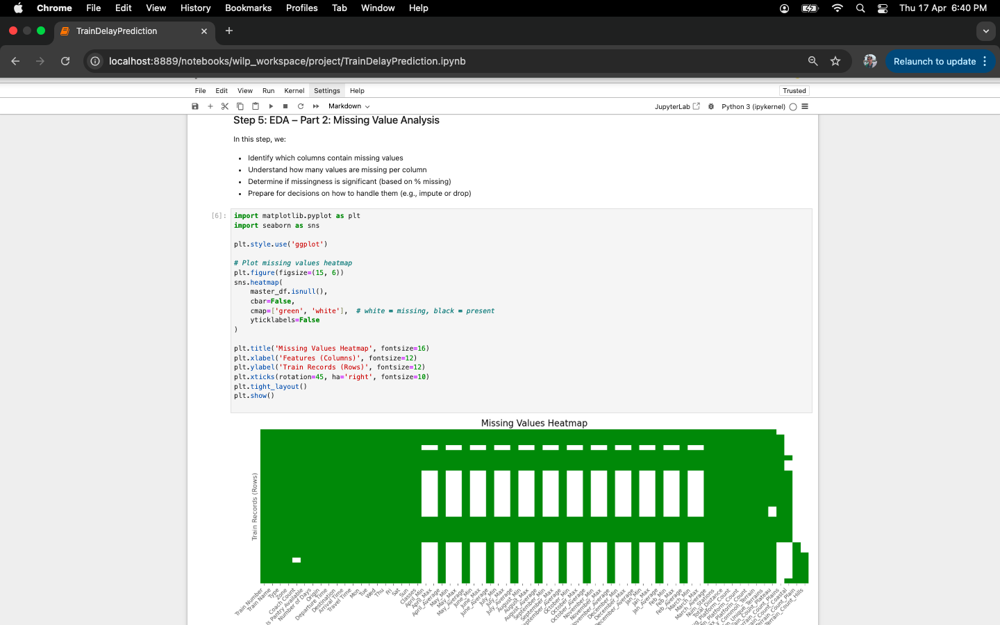 Chrome File Edit View History Bookmarks Profiles Tab Window Help Thu 17 Apr 6:40 PM
TrainDelayPrediction
localhost:8889/notebooks/wilp_workspace/project/TrainDelayPrediction.ipynb Relaunch to update
File Edit View Run Kernel Settings Help Trusted
Markdown JupyterLab Python 3 (ipykernel)
Step 5: EDA – Part 2: Missing Value Analysis
In this step, we:
• Identify which columns contain missing values
• Understand how many values are missing per column
• Determine if missingness is significant (based on % missing)
• Prepare for decisions on how to handle them (e.g., impute or drop)
[6]: import matplotlib.pyplot as plt
import seaborn as sns
plt.style.use('ggplot')
# Plot missing values heatmap
plt.figure(figsize=(15, 6))
sns.heatmap(
master_df.isnull(),
cbar=False,
cmap=['green', 'white'], # white = missing, black = present
yticklabels=False
)
plt.title('Missing Values Heatmap', fontsize=16)
plt.xlabel('Features (Columns)', fontsize=12)
plt.ylabel('Train Records (Rows)', fontsize=12)
plt.xticks(rotation=45, ha='right', fontsize=10)
plt.tight_layout()
plt.show()
Missing Values Heatmap
Train Records (Rows)
Train Number
Train Name
Type
Zone
Coach Count
Is Pantry Available
Number of Days
Origin
Departure Time
Destination
Arrival Time
Travel Time
Mon
Tue
Wed
Thu
Fri
Sat
Sun
Classes
April_Min
April_Max
April_Average
May_Min
May_Max
May_Average
June_Min
June_Max
June_Average
July_Min
July_Max
July_Average
August_Min
August_Max
August_Average
September_Min
September_Max
September_Average
October_Min
October_Max
October_Average
November_Min
November_Max
November_Average
December_Min
December_Max
December_Average
Jan_Min
Jan_Max
Jan_Average
Feb_Min
Feb_Max
Feb_Average
March_Min
March_Max
March_Average
Num_Stations
Total_Distance